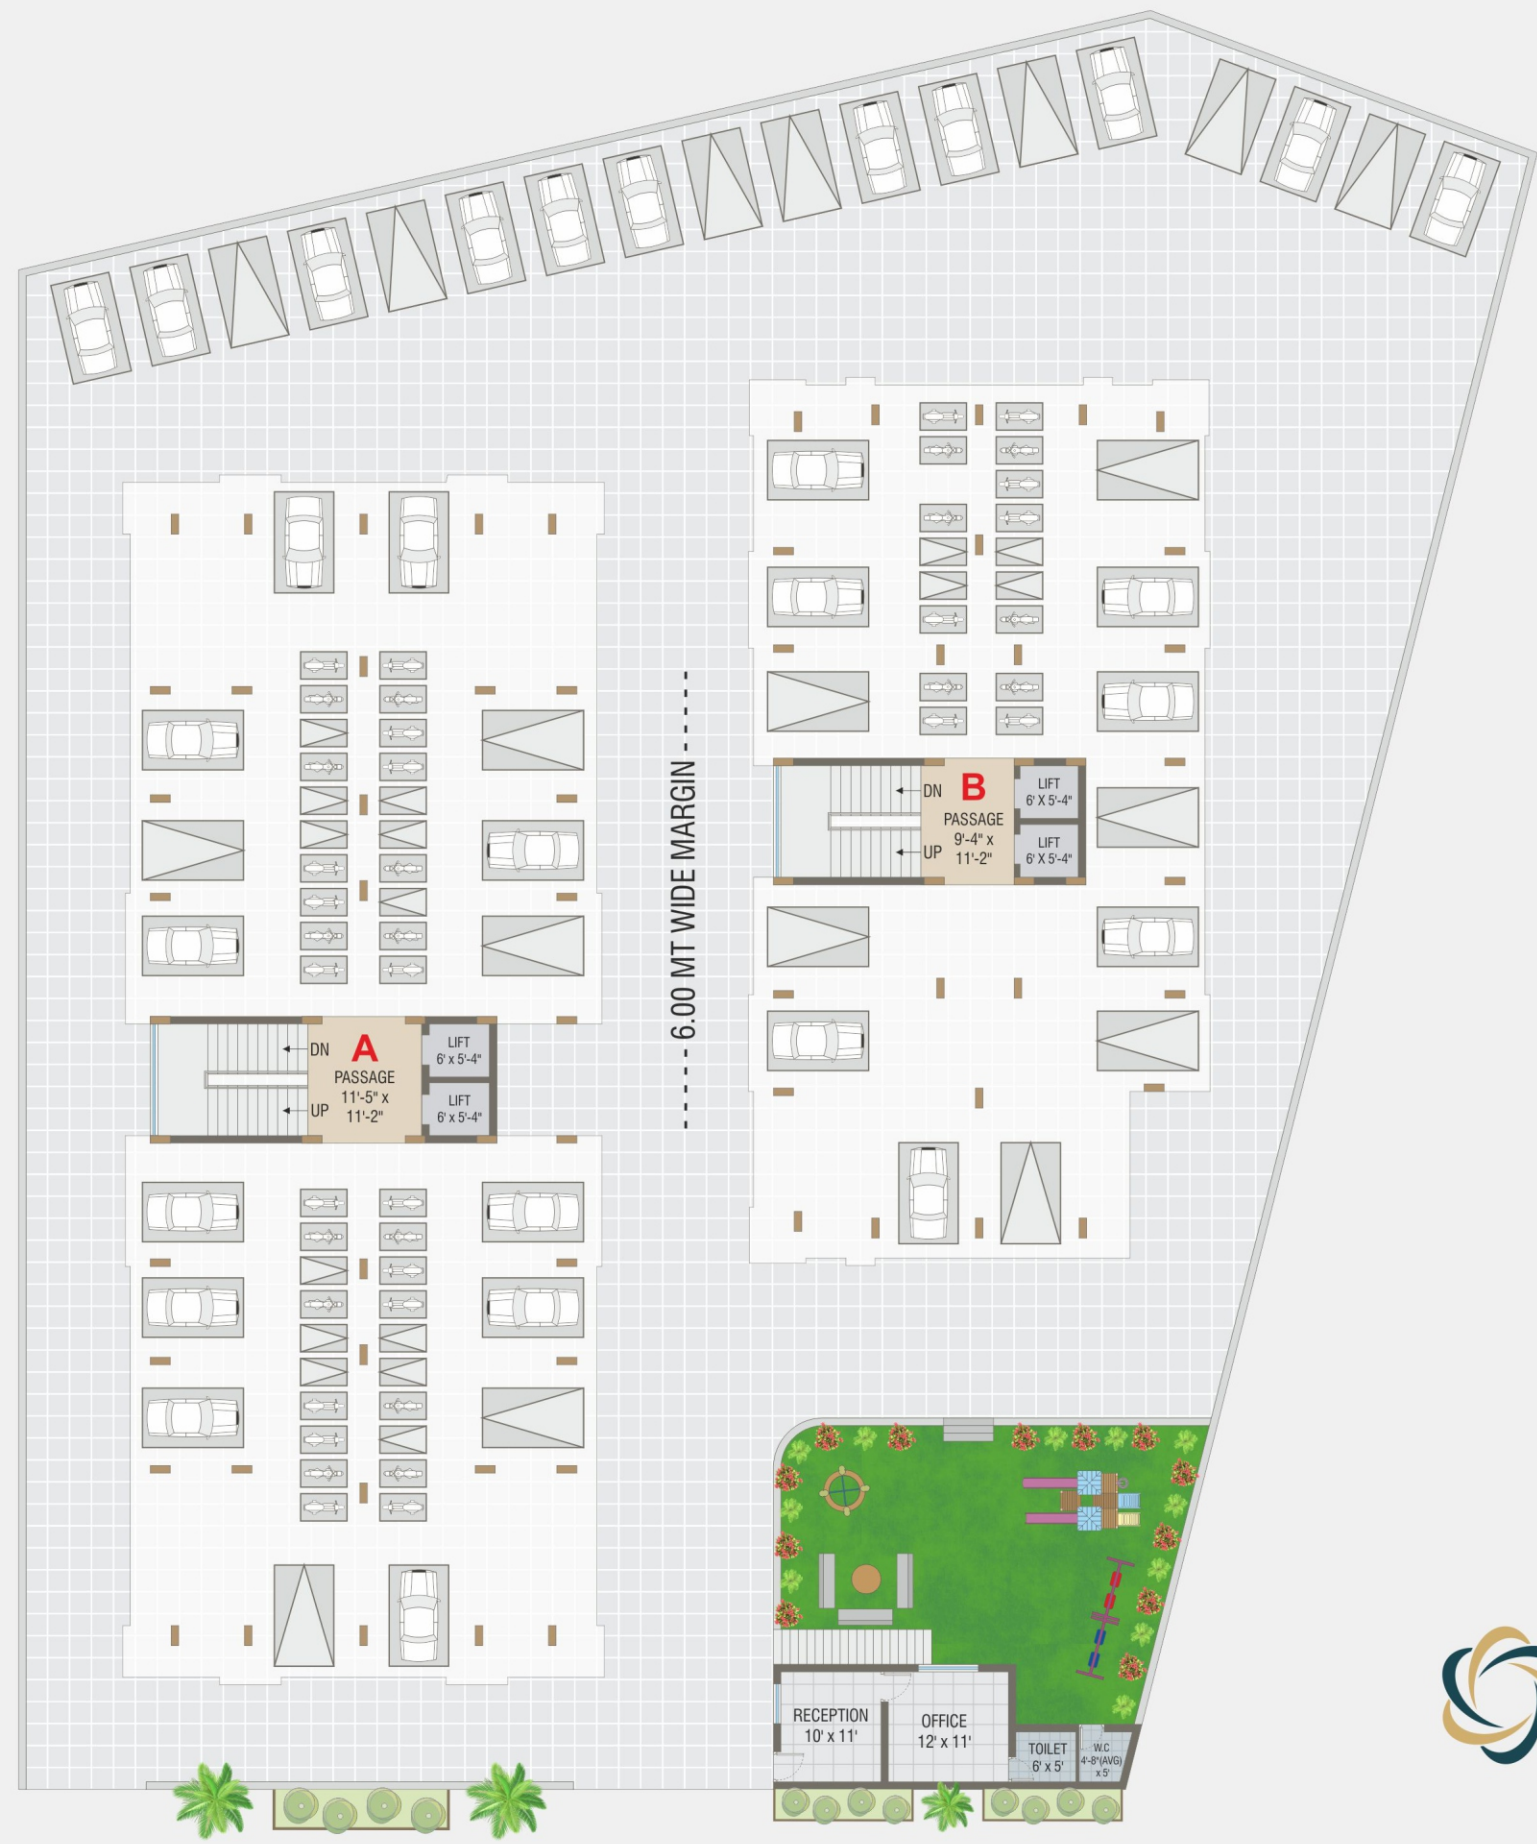 DN
B
LIFT
6' X 5'-4"
PASSAGE
9'-4" x
11'-2"
UP
LIFT
6' X 5'-4"
6.00 MT WIDE MARGIN
DN
A
LIFT
6' x 5'-4"
PASSAGE
11'-5" x
11'-2"
UP
LIFT
6' x 5'-4"
RECEPTION
10' x 11'
OFFICE
12' x 11'
TOILET
6' x 5'
W.C
4'-8"(AVG)
x 5'